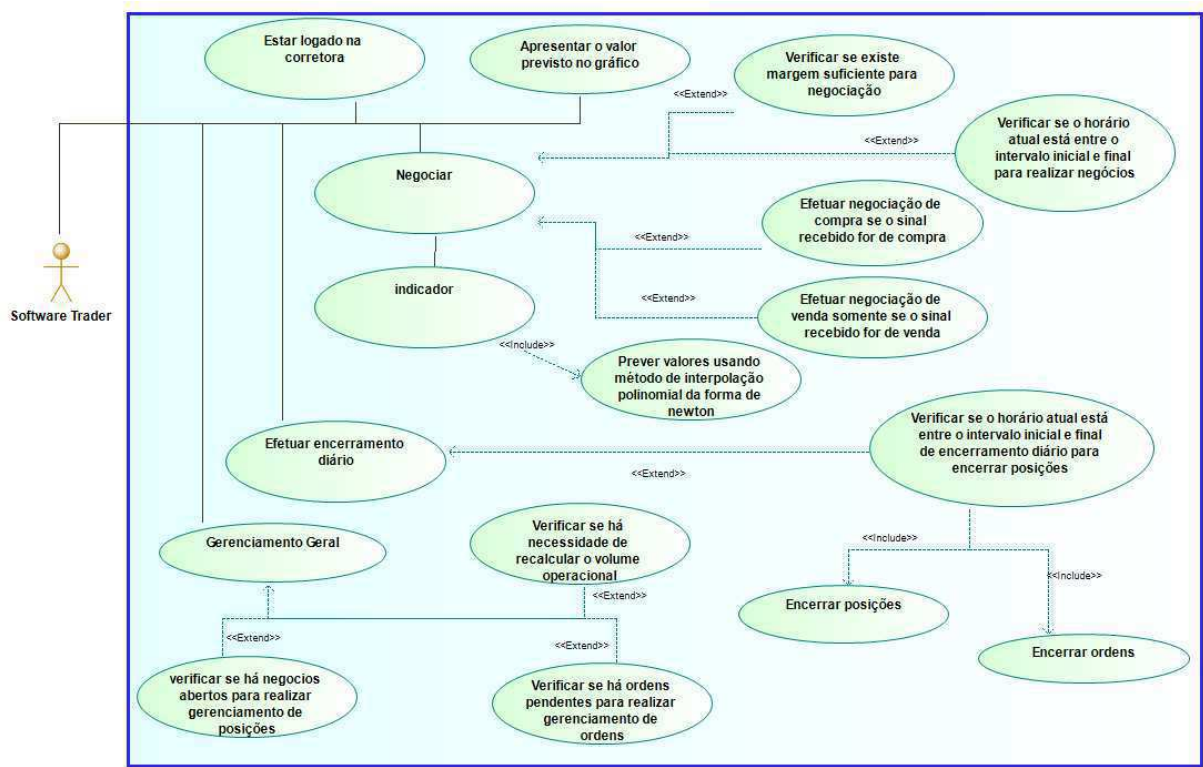 Estar logado na
corretora
Apresentar o valor
previsto no gráfico
Verificar se existe
margem suficiente para
negociação
<<Extend>>
Verificar se o horário
atual está entre o
intervalo inicial e final
para realizar negócios
<<Extend>>
Negociar
Efetuar negociação de
compra se o sinal
recebido for de compra
<<Extend>>
Software Trader
indicador
Efetuar negociação de
venda somente se o sinal
recebido for de venda
<<Extend>>
<<Include>>
Prever valores usando
método de interpolação
polinomial da forma de
newton
Efetuar encerramento
diário
Verificar se o horário atual está
entre o intervalo inicial e final
de encerramento diário para
encerrar posições
<<Extend>>
Gerenciamento Geral
Verificar se há
necessidade de
recalcular o volume
operacional
<<Include>>
<<Include>>
Encerrar posições
<<Extend>>
<<Extend>>
<<Extend>>
Encerrar ordens
verificar se há negocios
abertos para realizar
gerenciamento de
posições
Verificar se há ordens
pendentes para realizar
gerenciamento de
ordens